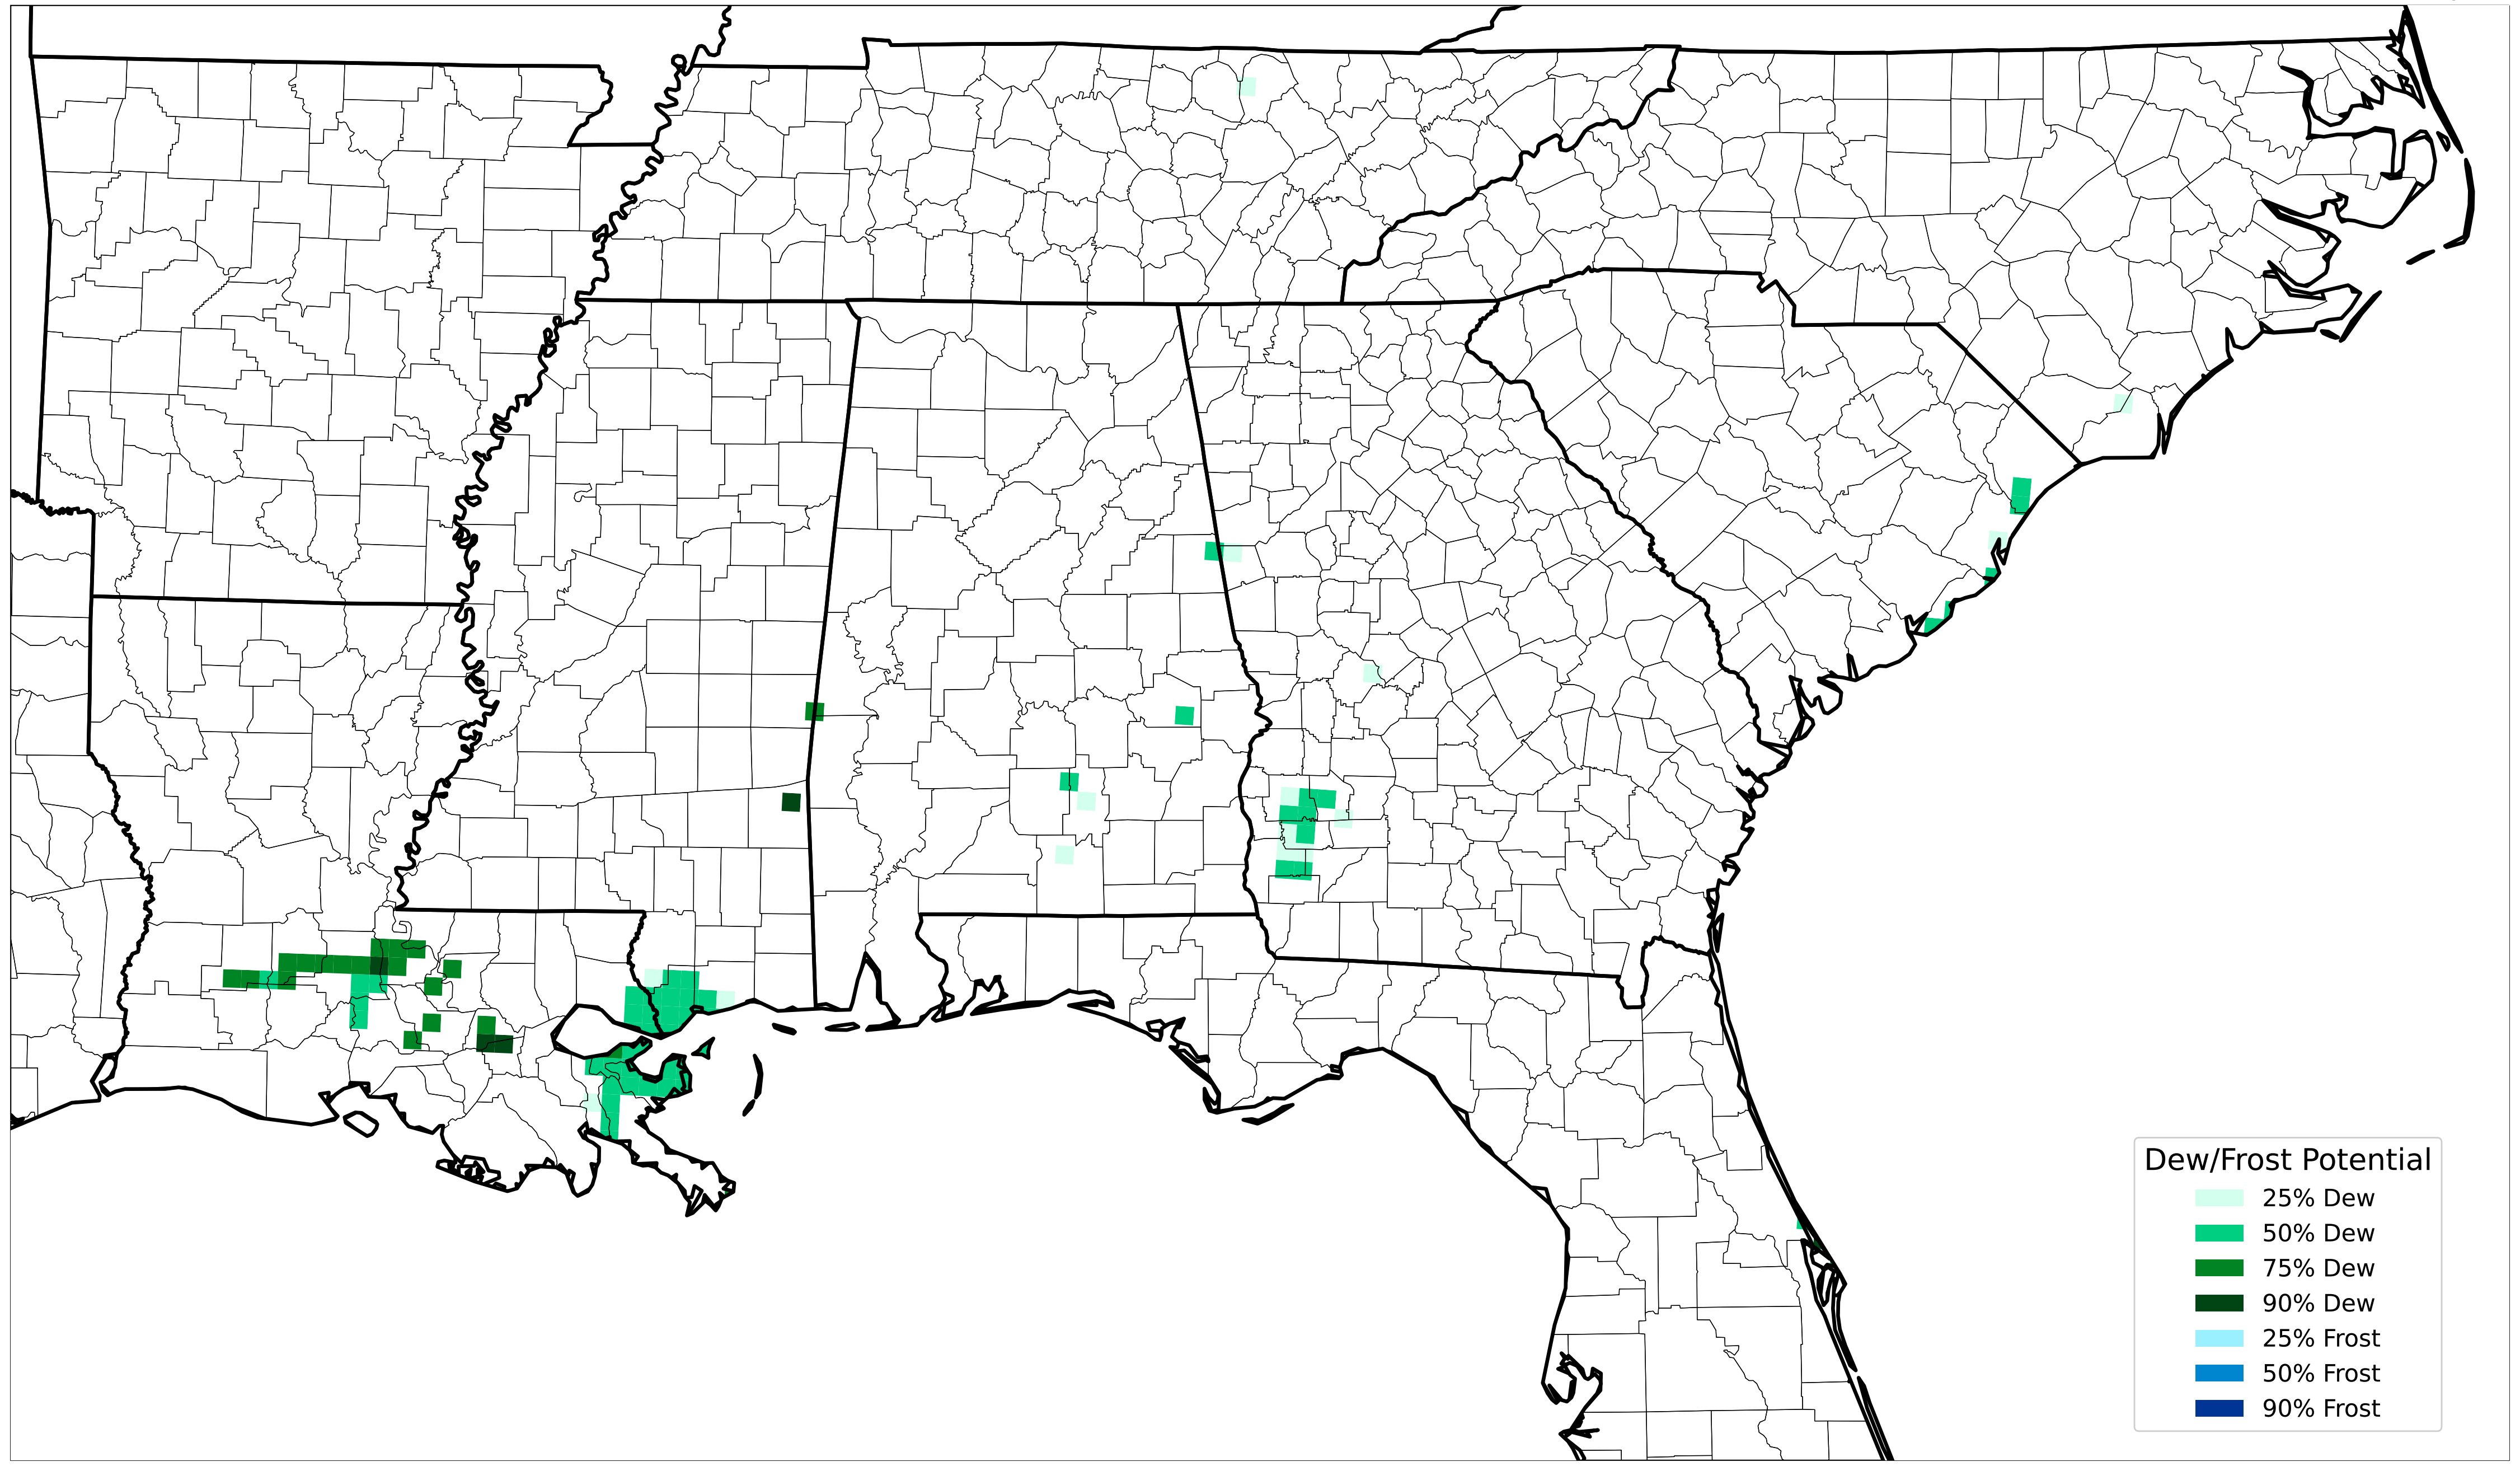 Dew/Frost Potential
25% Dew
50% Dew
75% Dew
90% Dew
25% Frost
50% Frost
90% Frost